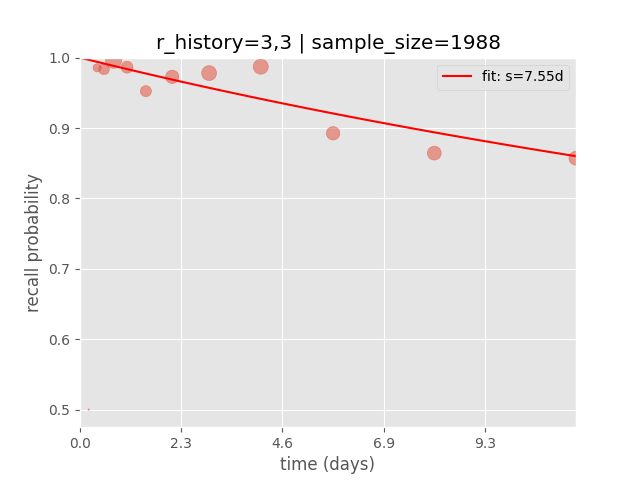 r_history=3,3 | sample_size=1988
fit: s=7.55d
recall probability
1.0
0.9
0.8
0.7
0.6
0.5
0.0 2.3 4.6 6.9 9.3
time (days)